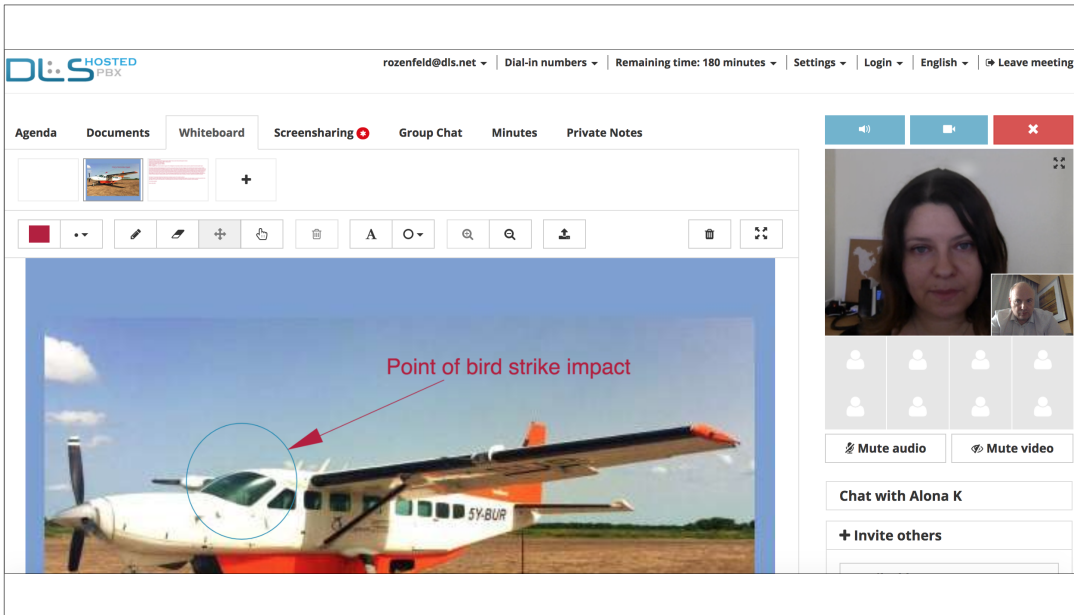 DLS HOSTED
PBX
rozenfeld@dls.net
Dial-in numbers
Remaining time: 180 minutes
Settings
Login
English
Leave meeting
Agenda
Documents
Whiteboard
Screensharing
Group Chat
Minutes
Private Notes
A
Point of bird strike impact
5Y-BUR
Mute audio
Mute video
Chat with Alona K
Invite others